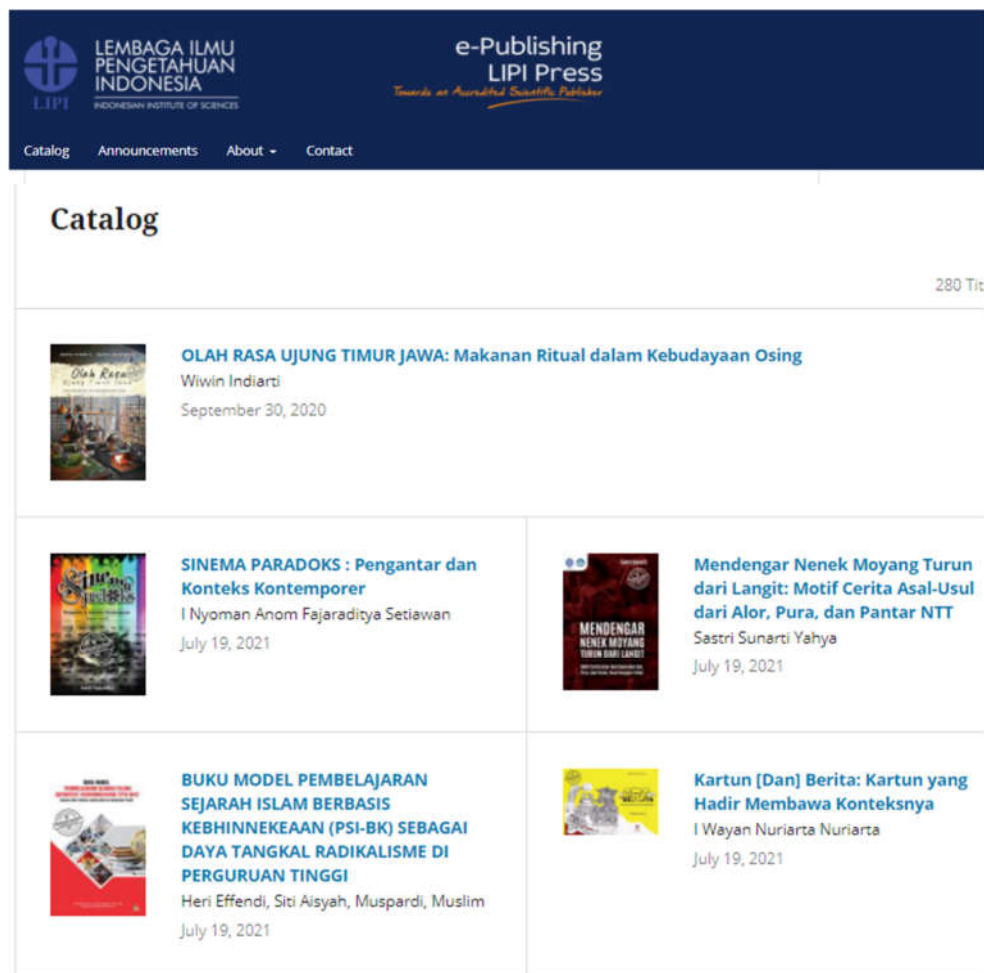 LEMBAGA ILMU
PENGETAHUAN
INDONESIA
INDONESIAN INSTITUTE OF SCIENCES
LIPI
e-Publishing
LIPI Press
Towards an Accredited Scientific Publisher
Catalog Announcements About Contact
Catalog
280 Tit
OLAH RASA UJUNG TIMUR JAWA: Makanan Ritual dalam Kebudayaan Osing
Wiwin Indiarti
September 30, 2020
Olah Rasa
Ujung Timur Jawa
SINEMA PARADOKS : Pengantar dan
Konteks Kontemporer
I Nyoman Anom Fajaraditya Setiawan
July 19, 2021
Sinema
Paradoks
Mendengar Nenek Moyang Turun
dari Langit: Motif Cerita Asal-Usul
dari Alor, Pura, dan Pantar NTT
Sastri Sunarti Yahya
July 19, 2021
MENDENGAR
NENEK MOYANG
TURUN DARI LANGIT
BUKU MODEL PEMBELAJARAN
SEJARAH ISLAM BERBASIS
KEBHINNEKEAAN (PSI-BK) SEBAGAI
DAYA TANGKAL RADIKALISME DI
PERGURUAN TINGGI
Heri Effendi, Siti Aisyah, Muspardi, Muslim
July 19, 2021
Kartun [Dan] Berita: Kartun yang
Hadir Membawa Konteksnya
I Wayan Nuriarta Nuriarta
July 19, 2021